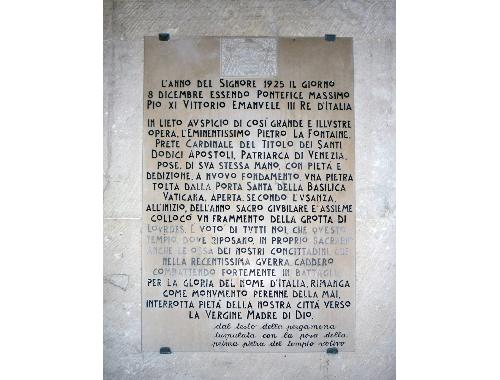 L'ANNO DEL SIGNORE 1925 IL GIORNO
8 DICEMBRE ESSENDO PONTEFICE MASSIMO
PIO XI VITTORIO EMANVELE III RE D'ITALIA
IN LIETO AVSPICIO DI COSÌ GRANDE E ILLVSTRE
OPERA, L'EMINENTISSIMO PIETRO LA FONTAINE,
PRETE CARDINALE DEL TITOLO DEI SANTI
DODICI APOSTOLI, PATRIARCA DI VENEZIA,
POSE, DI SVA STESSA MANO, CON PIETÀ E
DEDIZIONE, A NVOVO FONDAMENTO, VNA PIETRA
TOLTA DALLA PORTA SANTA DELLA BASILICA
VATICANA, APERTA, SECONDO L'VSANZA,
ALL'INIZIO, DELL'ANNO SACRO GIVBILARE E ASSIEME
COLLOCÒ VN FRAMMENTO DELLA GROTTA DI
LOVRDES. È VOTO DI TVTTI NOI, CHE QVESTO
TEMPIO, DOVE RIPOSANO, IN PROPRIO SACRARIO
ANCHE LE OSSA DEI NOSTRI CONCITTADINI, CHE
NELLA RECENTISSIMA GVERRA, CADDERO
COMBATTENDO FORTEMENTE IN BATTAGLIA
PER LA GLORIA DEL NOME D'ITALIA, RIMANGA
COME MONVMENTO PERENNE DELLA MAI,
INTERROTTA PIETÀ DELLA NOSTRA CITTÀ VERSO
LA VERGINE MADRE DI DIO.
dal testo della pergamena
tumulata con la posa della
prima pietra del tempio votivo